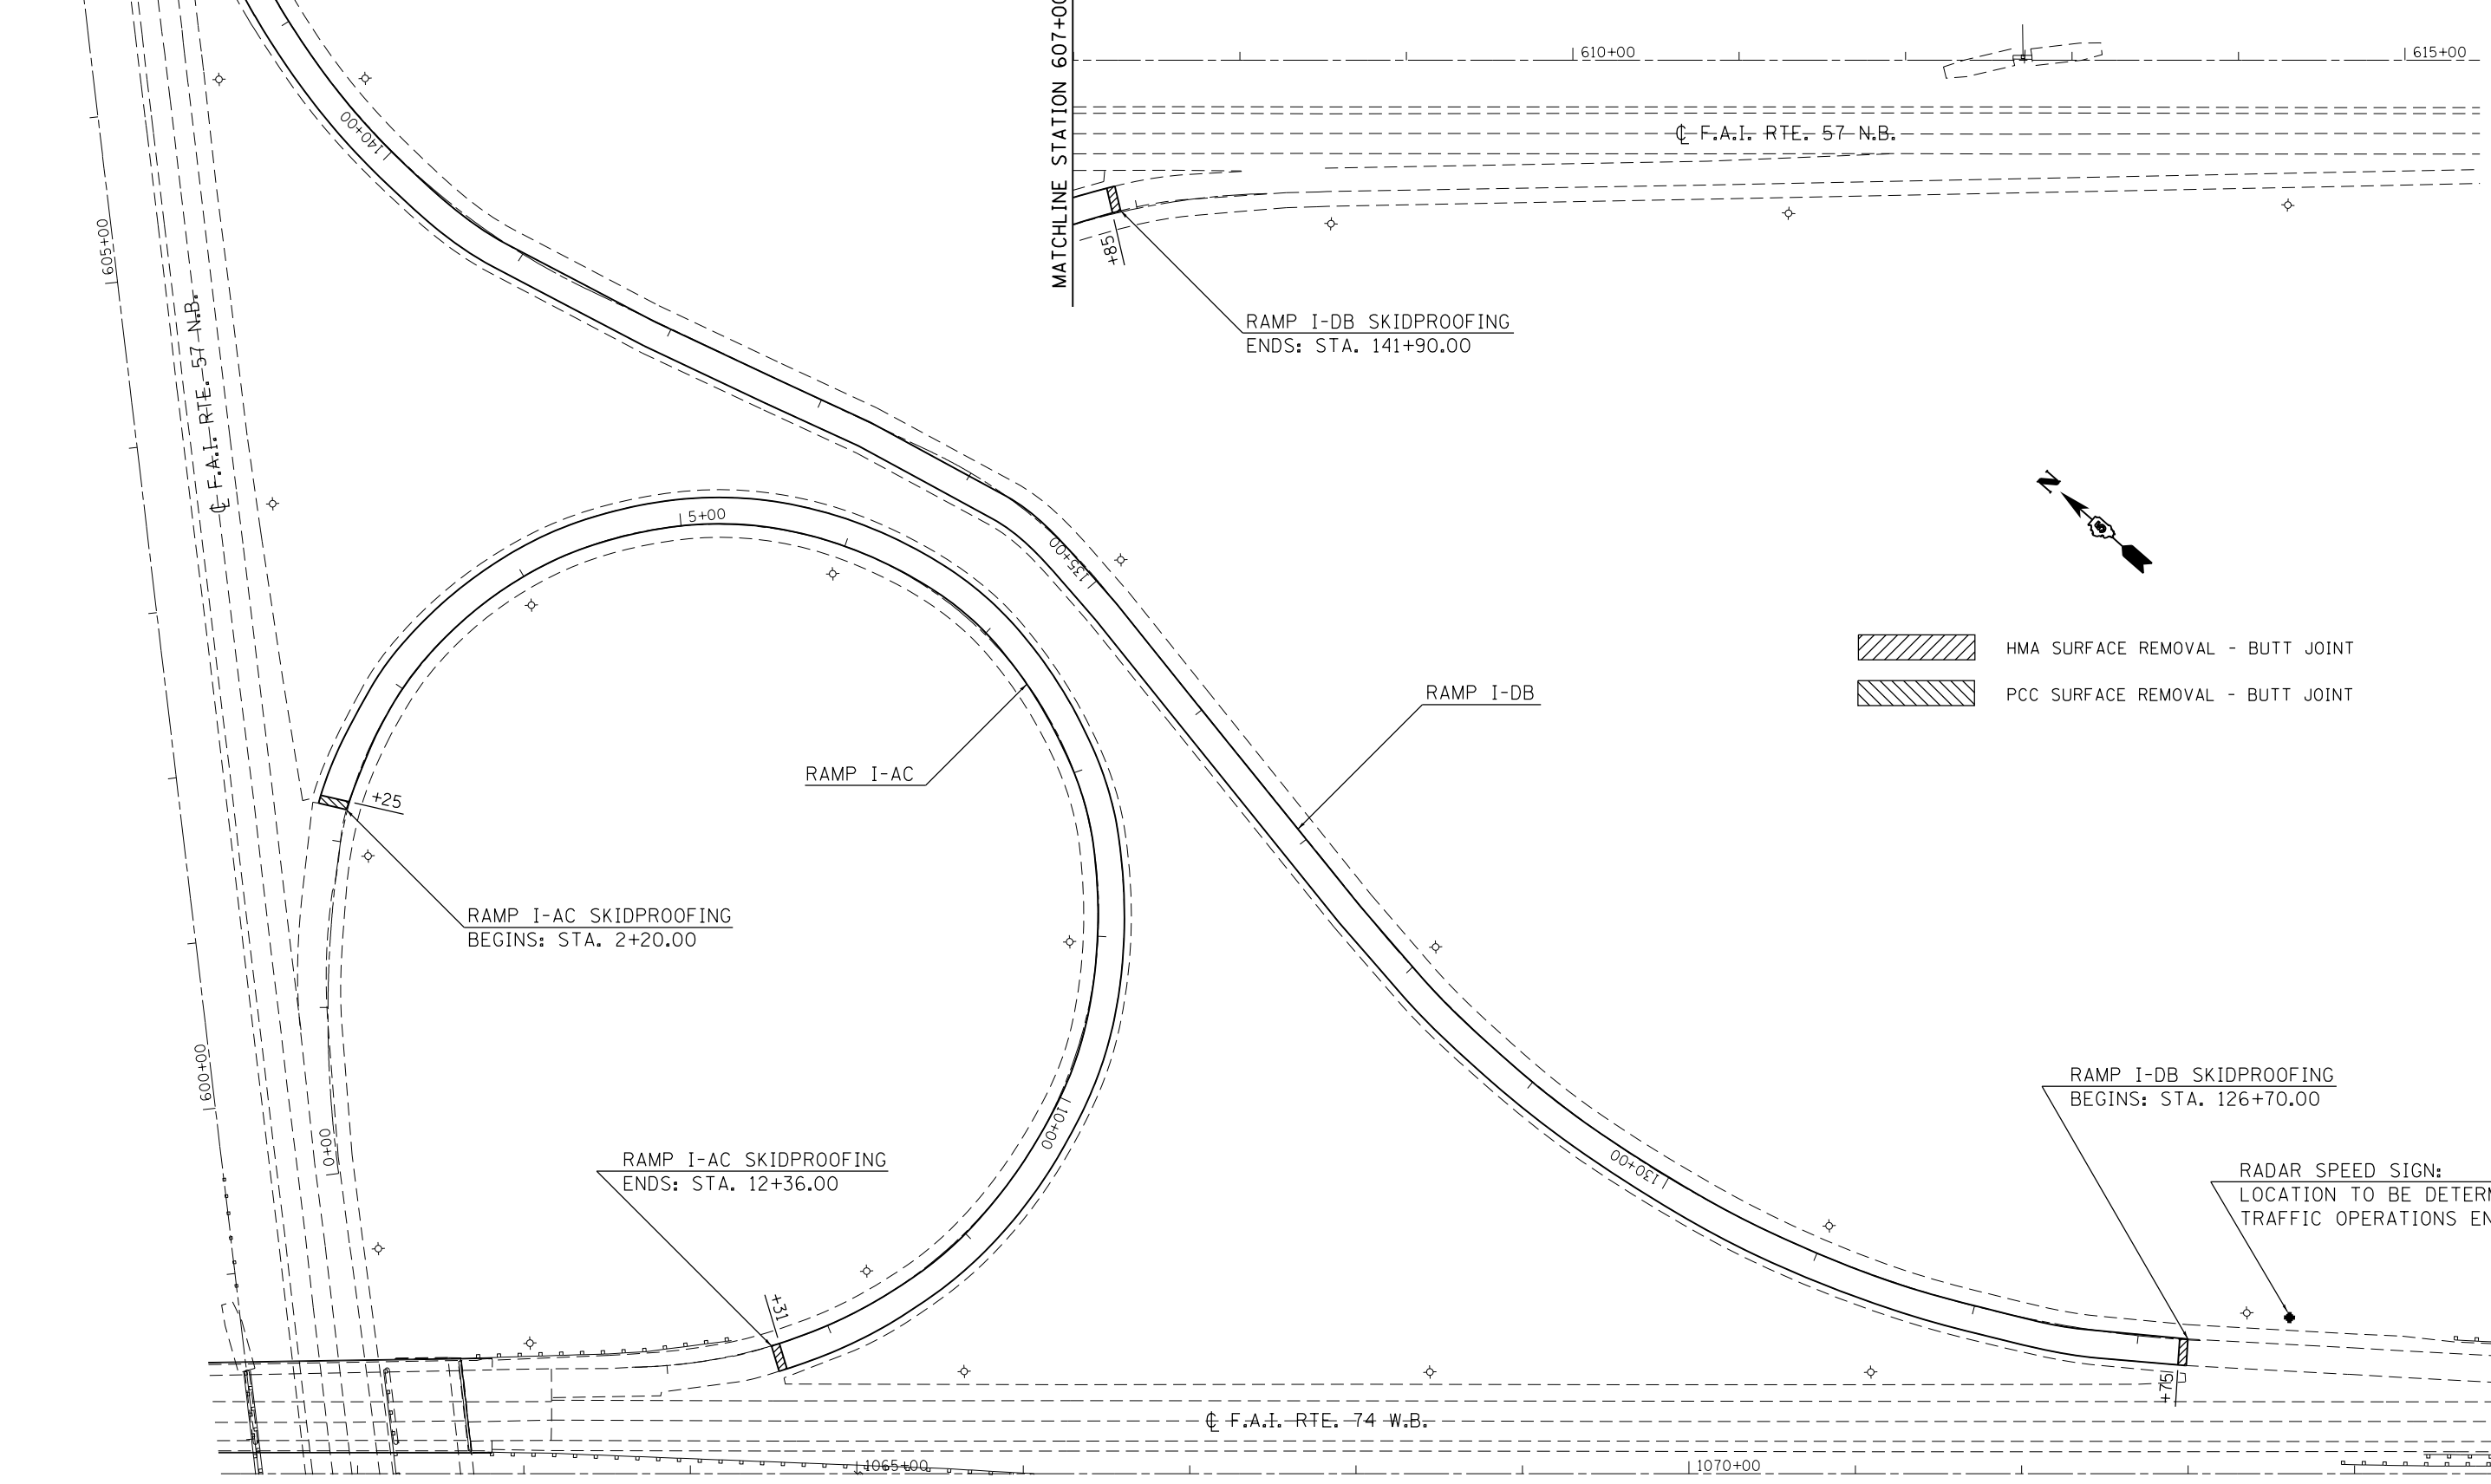 MATCHLINE STATION 607+00
610+00
615+00
℄ F.A.I. RTE. 57 N.B.
+85
RAMP I-DB SKIDPROOFING
ENDS: STA. 141+90.00
140+00
605+00
℄ F.A.I. RTE. 57 N.B.
5+00
135+00
N
5
HMA SURFACE REMOVAL - BUTT JOINT
PCC SURFACE REMOVAL - BUTT JOINT
RAMP I-DB
RAMP I-AC
+25
RAMP I-AC SKIDPROOFING
BEGINS: STA. 2+20.00
600+00
0+00
10+00
RAMP I-AC SKIDPROOFING
ENDS: STA. 12+36.00
+31
130+00
RAMP I-DB SKIDPROOFING
BEGINS: STA. 126+70.00
RADAR SPEED SIGN:
LOCATION TO BE DETER
TRAFFIC OPERATIONS EN
+75
℄ F.A.I. RTE. 74 W.B.
1065+00
1070+00